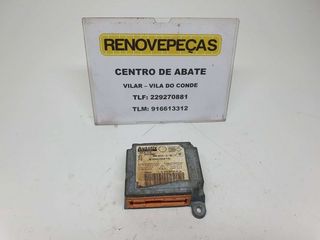 RENOVEPEÇAS
CENTRO DE ABATE
VILAR – VILA DO CONDE
TLF: 229270881
TLM: 916613312